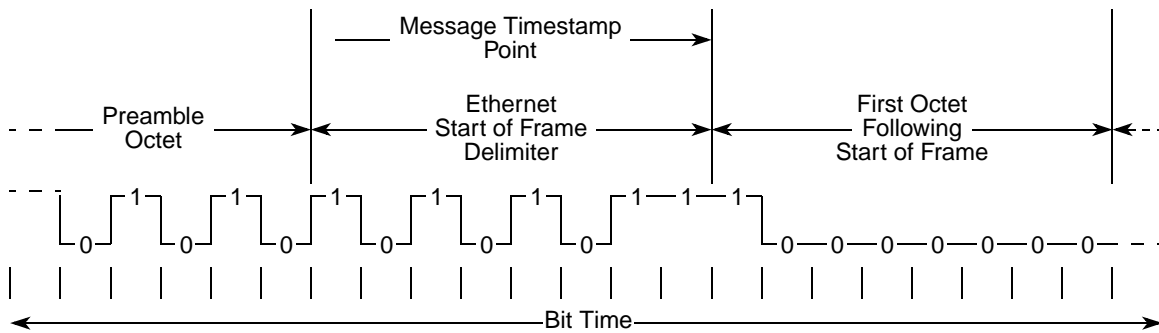 Message Timestamp
Point
Preamble
Octet
Ethernet
Start of Frame
Delimiter
First Octet
Following
Start of Frame
0 1 0 1 0 1 0 1 0 1 0 1 1 1 0 0 0 0 0 0 0
Bit Time